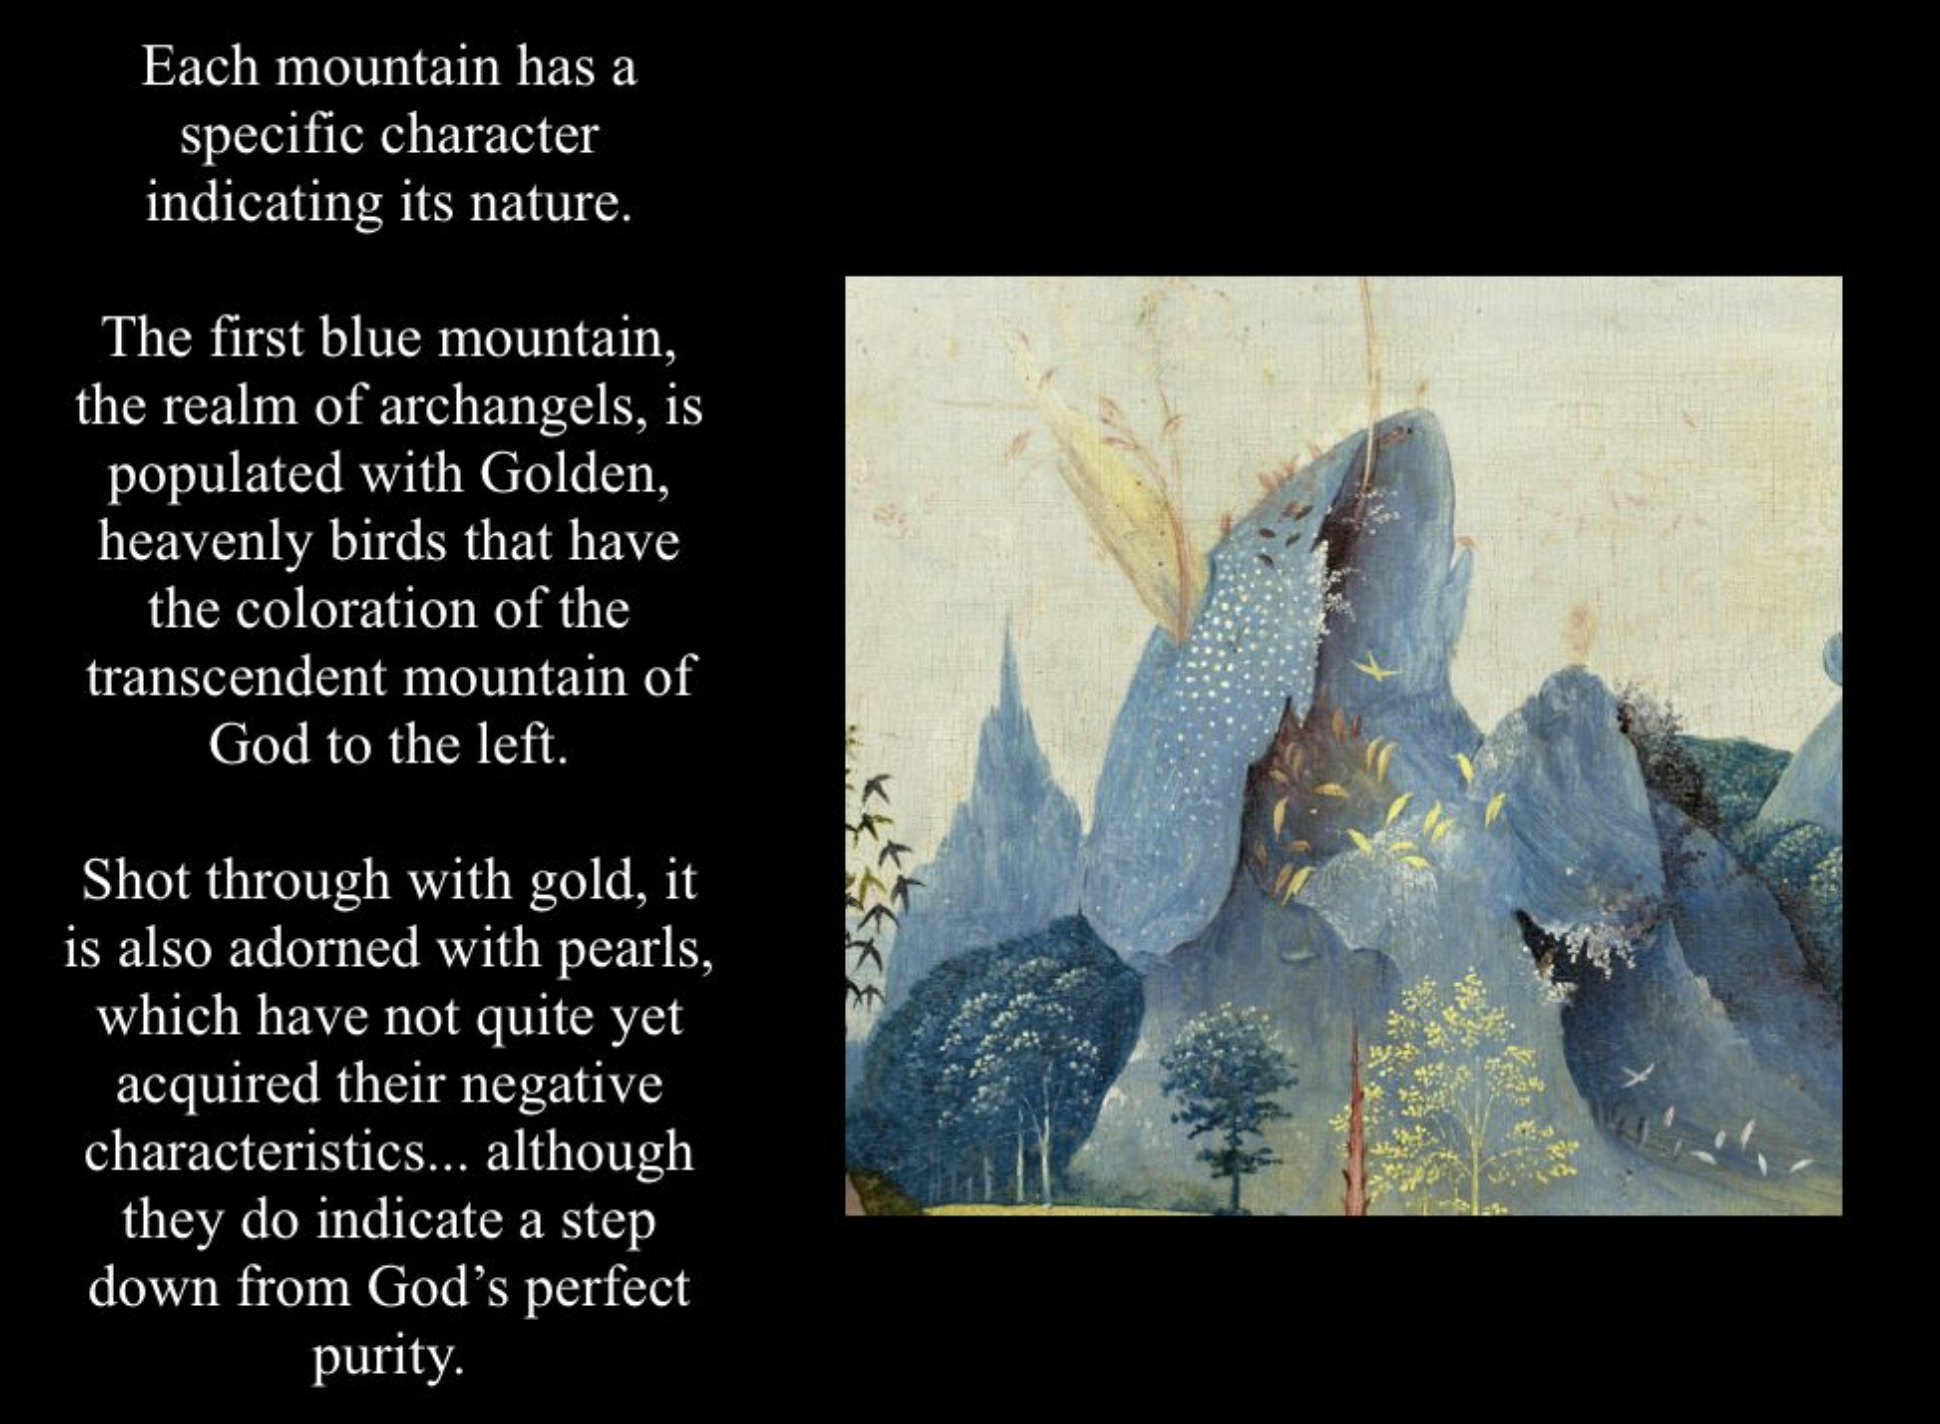 Each mountain has a
specific character
indicating its nature.
The first blue mountain,
the realm of archangels, is
populated with Golden,
heavenly birds that have
the coloration of the
transcendent mountain of
God to the left.
Shot through with gold, it
is also adorned with pearls,
which have not quite yet
acquired their negative
characteristics... although
they do indicate a step
down from God’s perfect
purity.